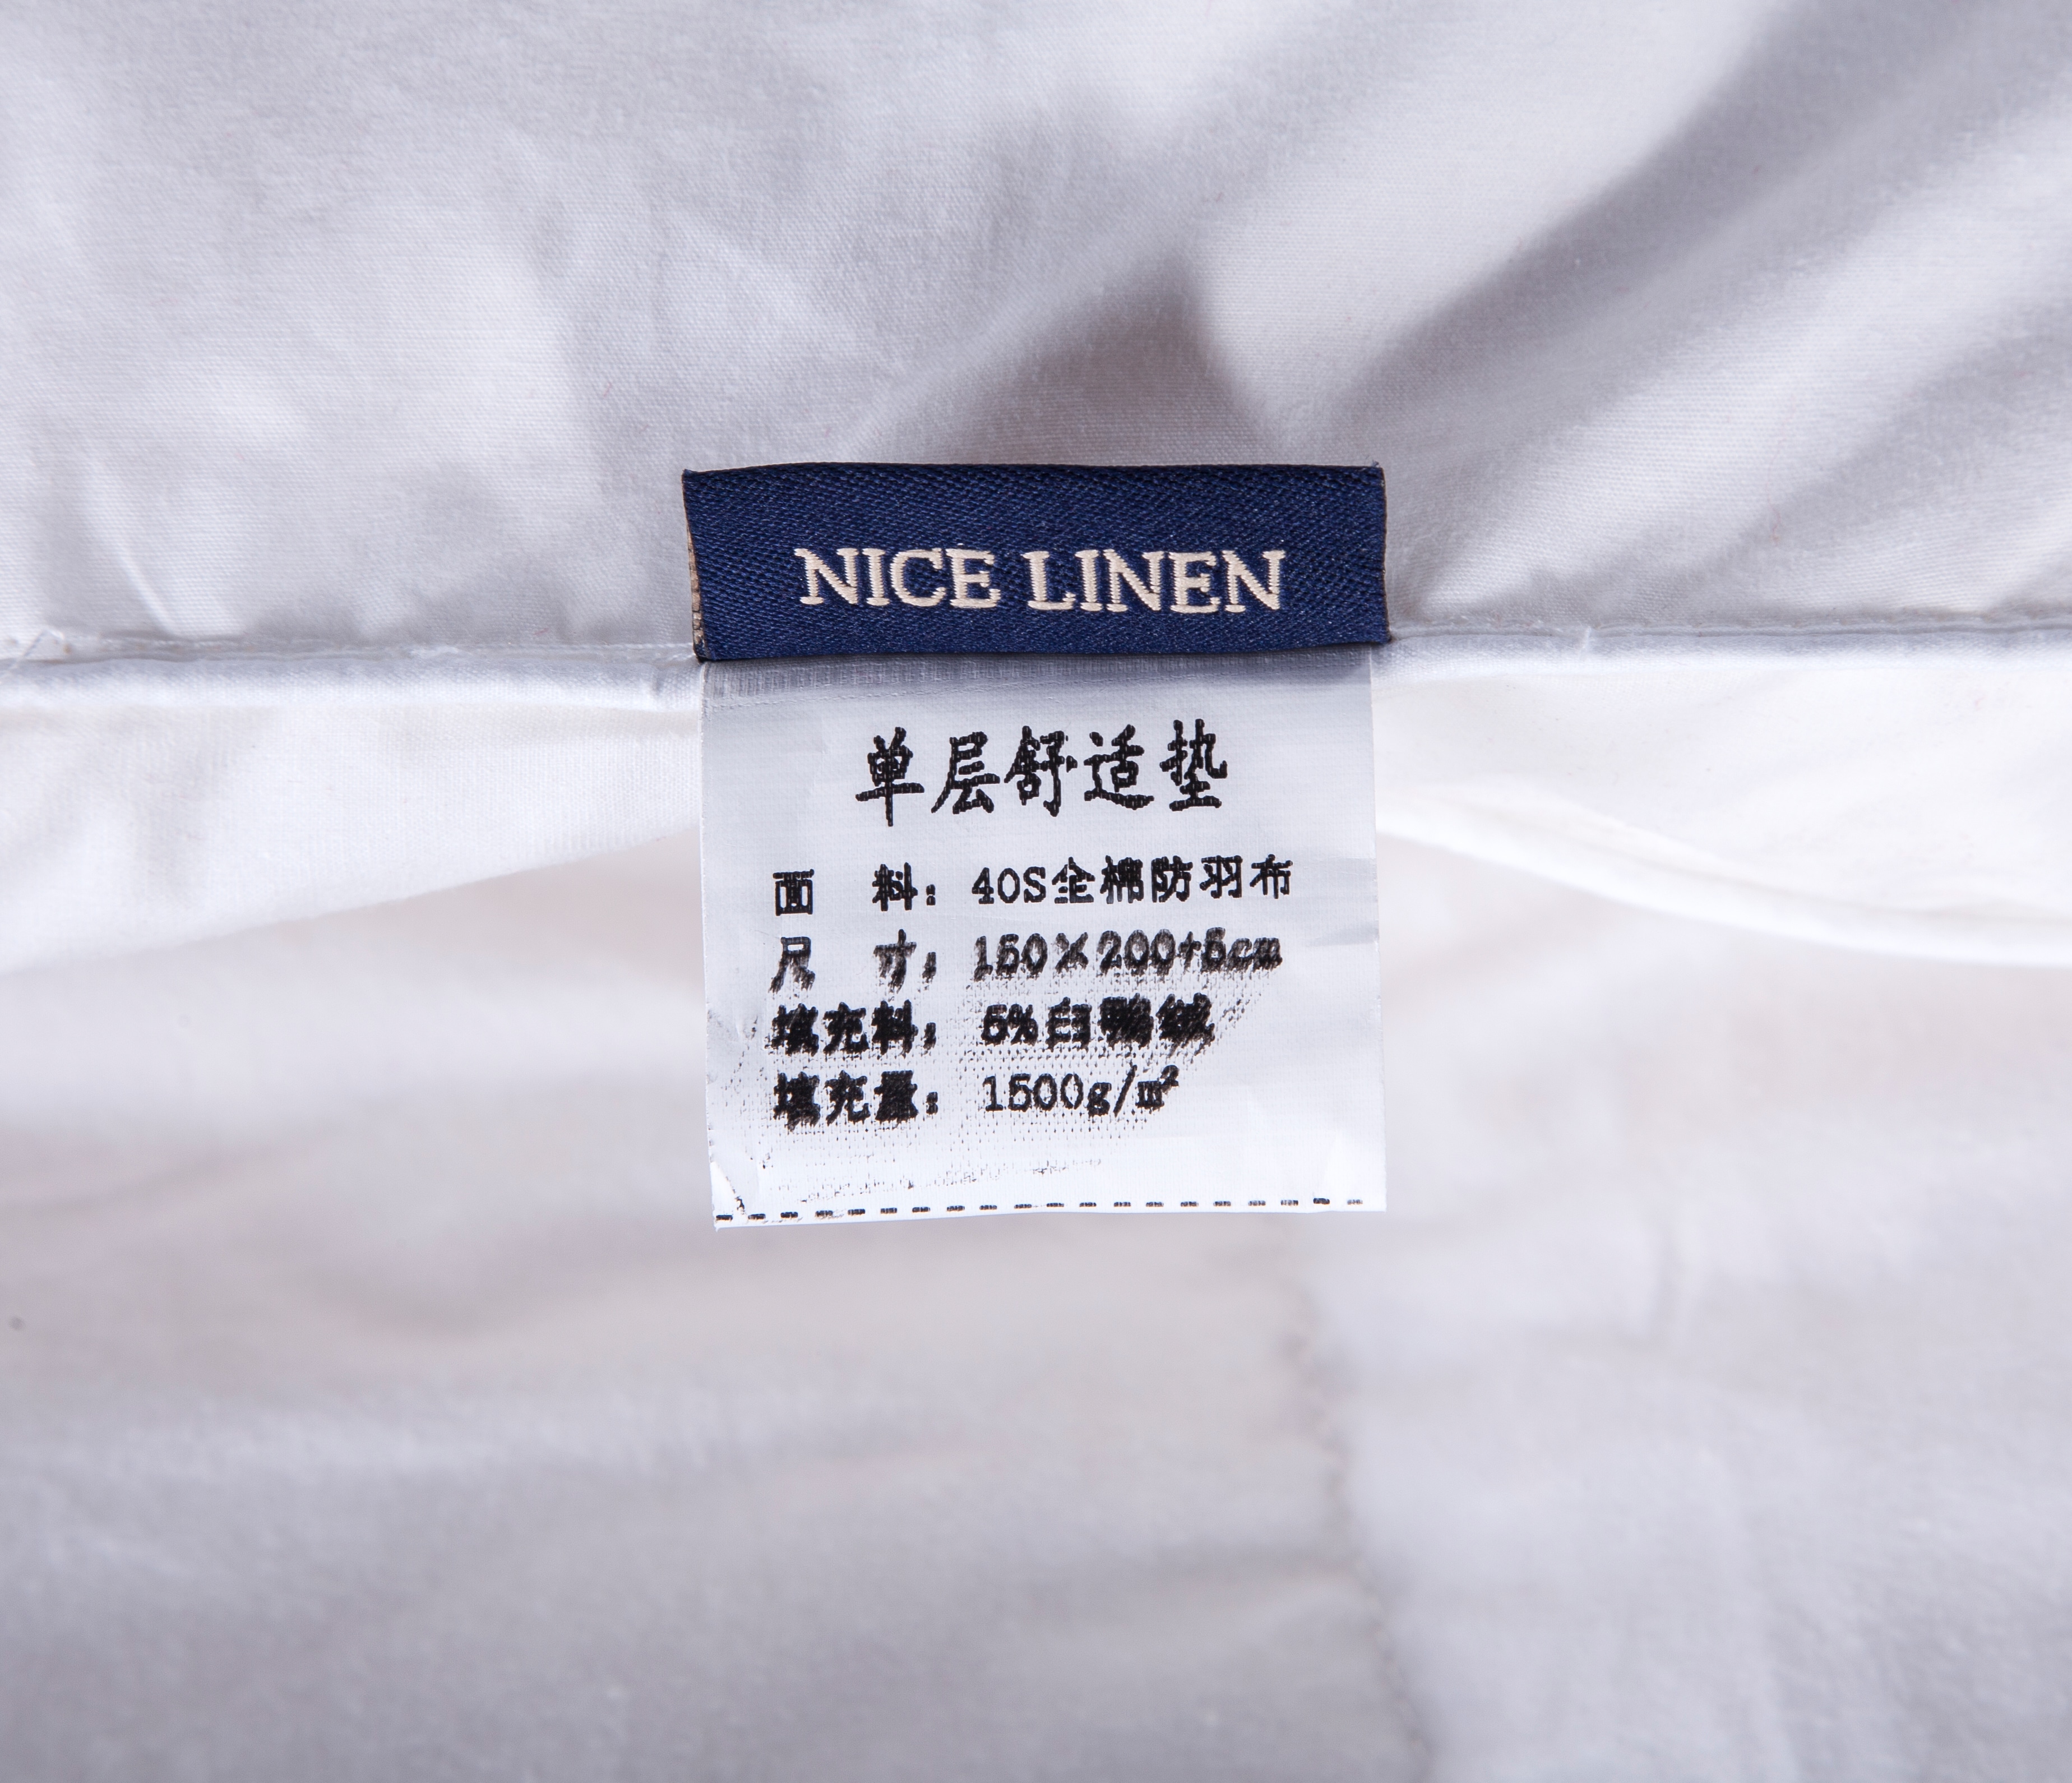 NICE LINEN
单层舒适垫
面 料：40S全棉防羽布
尺 寸：150×200+5cm
填充料：5%白鸭绒
填充量：1500g/㎡